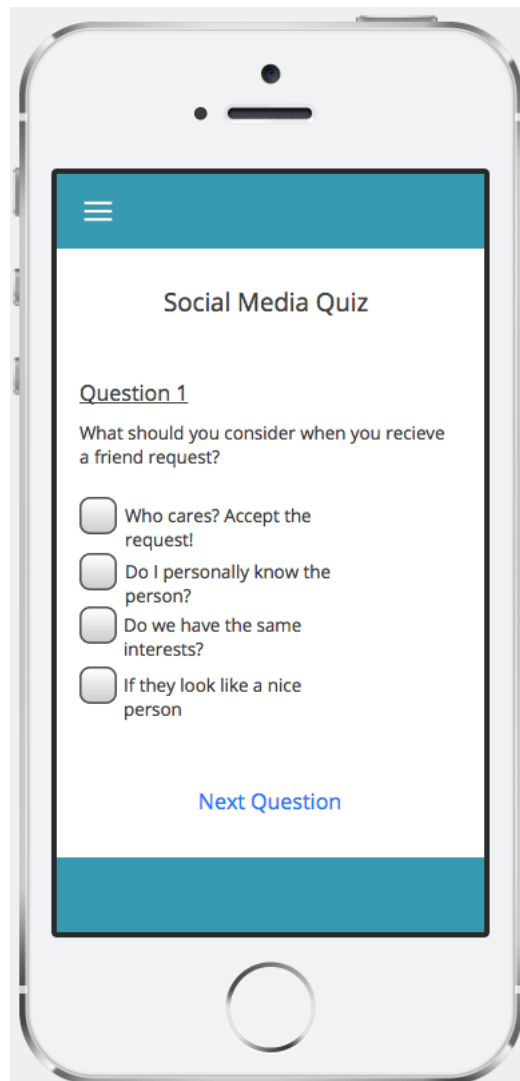 Social Media Quiz
Question 1
What should you consider when you recieve
a friend request?
Who cares? Accept the
request!
Do I personally know the
person?
Do we have the same
interests?
If they look like a nice
person
Next Question